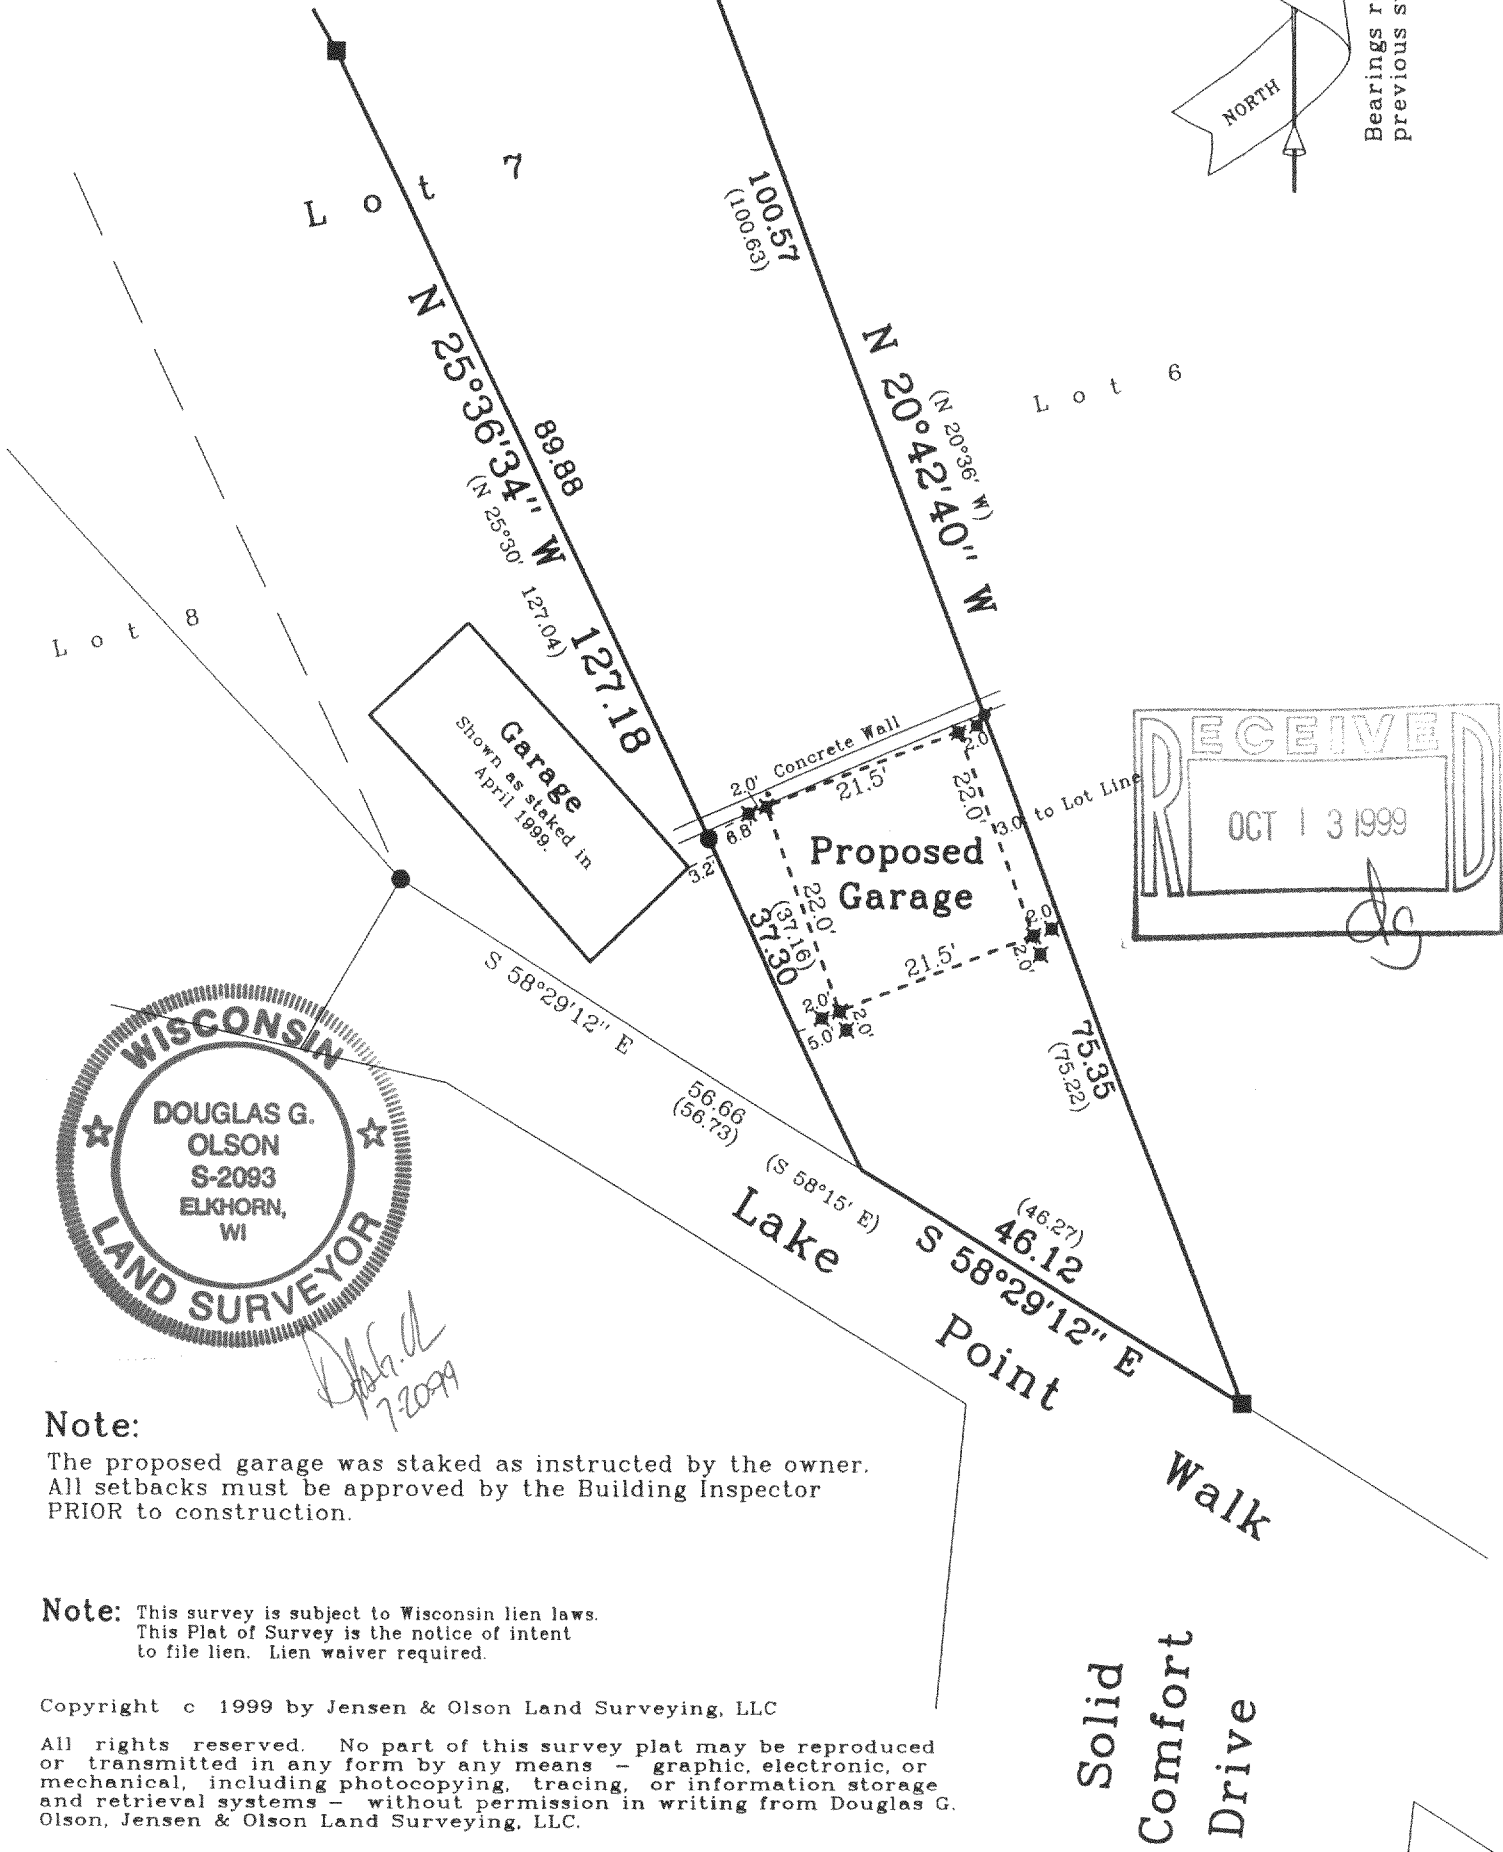 Bearings r
previous s
NORTH
Lot 7
100.57
(100.63)
N 25°36'34" W 127.18
(N 25°30' 127.04)
89.88
N 20°42'40" W
(N 20°36' W)
Lot 6
Lot 8
Garage
Shown as staked in
April 1999.
Concrete Wall
2.0'
2.0'
6.8'
3.2'
21.5'
22.0'
3.0' to Lot Line
Proposed
Garage
22.0'
(37.16)
37.30
21.5'
2.0'
2.0'
2.0'
2.0'
5.0'
RECEIVED
OCT 13 1999
S 58°29'12" E
56.66
(56.73)
(S 58°15' E)
75.35
(75.22)
(46.27)
46.12
S 58°29'12" E
Lake
Point
Walk
WISCONSIN
DOUGLAS G.
OLSON
S-2093
ELKHORN,
WI
LAND SURVEYOR
7-20-99
Note:
The proposed garage was staked as instructed by the owner.
All setbacks must be approved by the Building Inspector
PRIOR to construction.
Note: This survey is subject to Wisconsin lien laws.
This Plat of Survey is the notice of intent
to file lien. Lien waiver required.
Copyright c 1999 by Jensen & Olson Land Surveying, LLC
All rights reserved. No part of this survey plat may be reproduced
or transmitted in any form by any means – graphic, electronic, or
mechanical, including photocopying, tracing, or information storage
and retrieval systems – without permission in writing from Douglas G.
Olson, Jensen & Olson Land Surveying, LLC.
Solid
Comfort
Drive